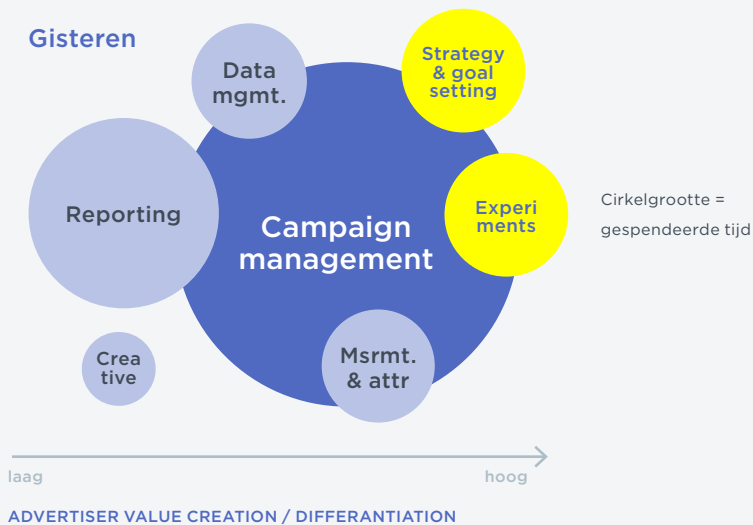 Gisteren
Data
mgmt.
Strategy
& goal
setting
Reporting
Campaign
management
Experi
ments
Cirkelgrootte =
gespendeerde tijd
Crea
tive
Msrmt.
& attr
laag
hoog
ADVERTISER VALUE CREATION / DIFFERANTIATION